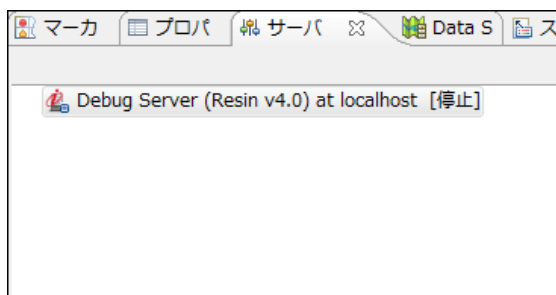 マーカ プロパ サーバ Data S ス
Debug Server (Resin v4.0) at localhost [停止]